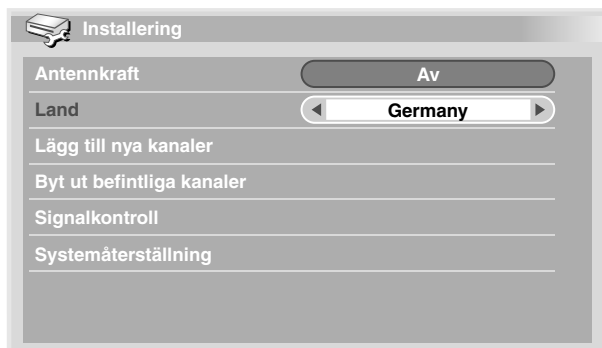 Installering
Antennkraft Av
Land Germany
Lägg till nya kanaler
Byt ut befintliga kanaler
Signalkontroll
Systemåterställning